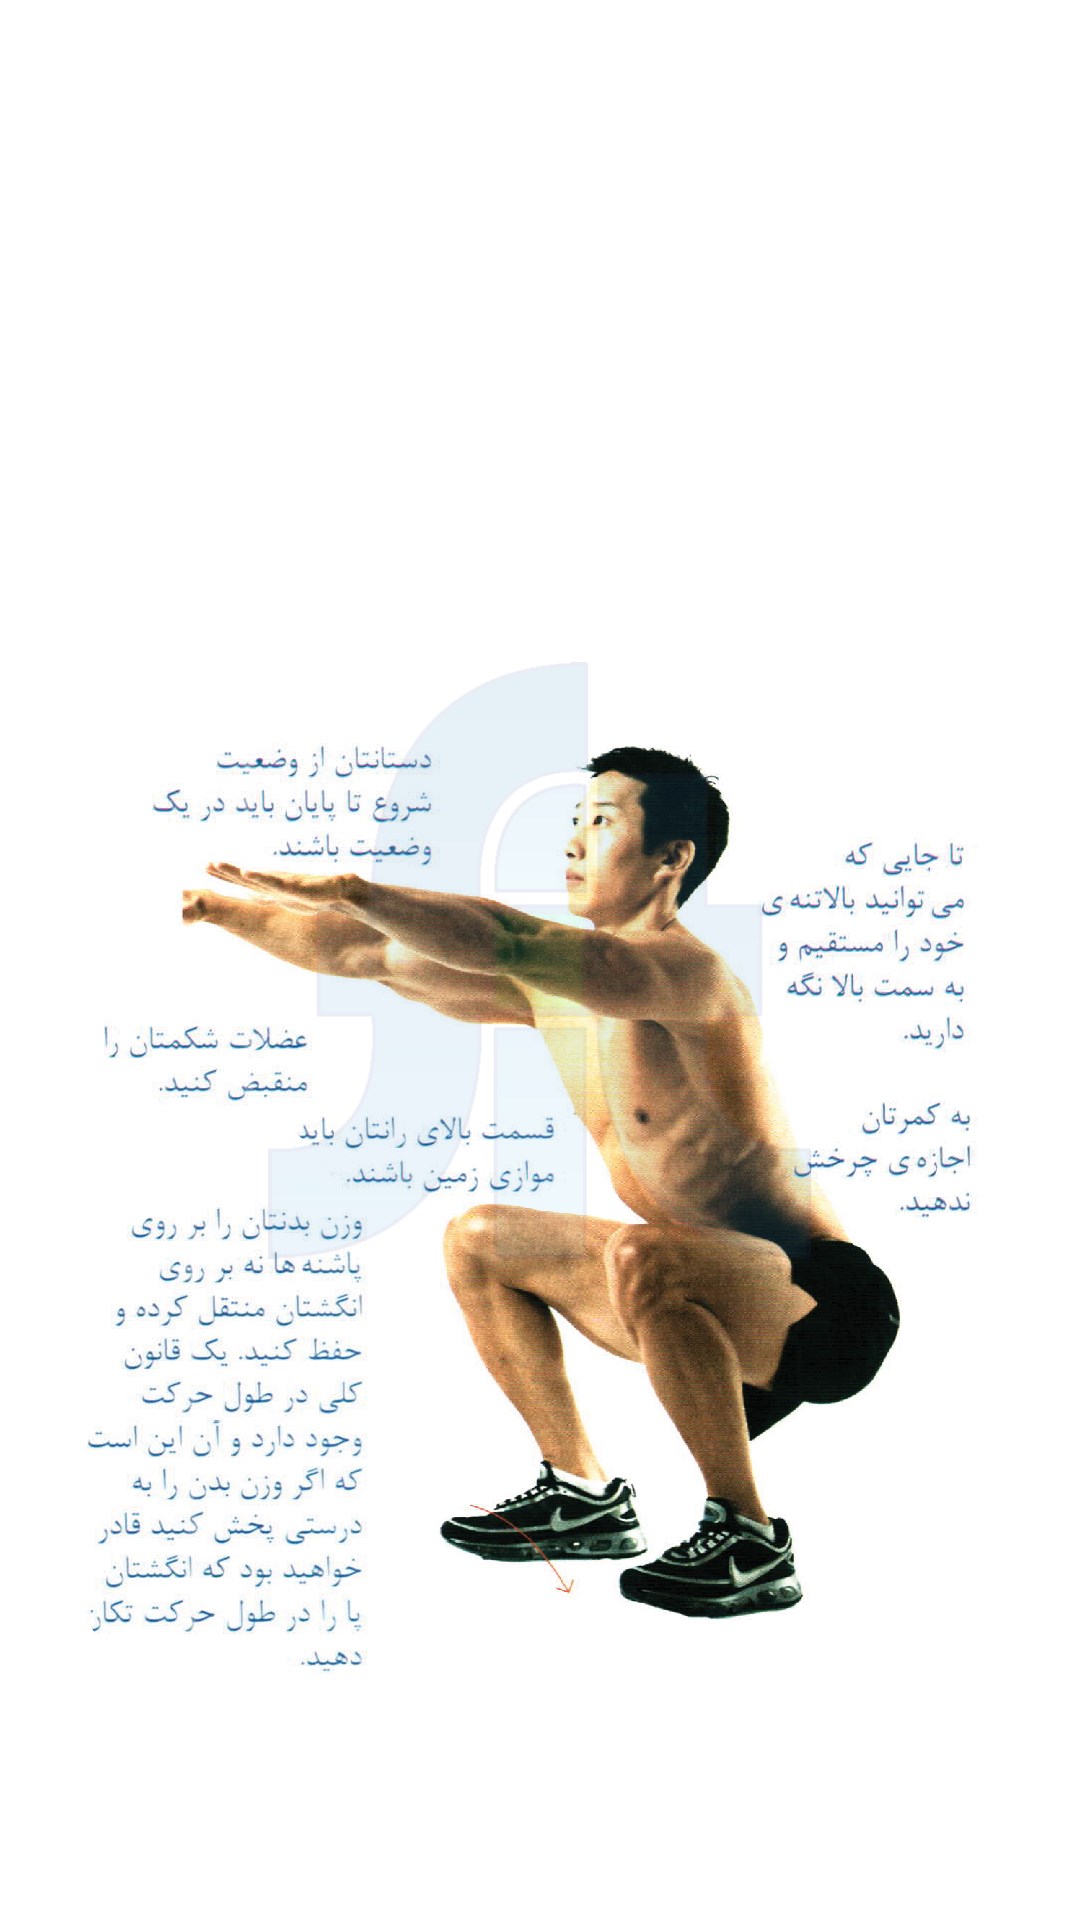 دستانتان از وضعیت
شروع تا پایان باید در یک
وضعیت باشند.
تا جایی که
می توانید بالاتنه ی
خود را مستقیم و
به سمت بالا نگه
دارید.
عضلات شکمتان را
منقبض کنید.
به کمرتان
اجازه ی چرخش
ندهید.
قسمت بالای رانتان باید
موازی زمین باشند.
وزن بدنتان را بر روی
پاشنه ها نه بر روی
انگشتان منتقل کرده و
حفظ کنید. یک قانون
کلی در طول حرکت
وجود دارد و آن این است
که اگر وزن بدن را به
درستی پخش کنید قادر
خواهید بود که انگشتان
پا را در طول حرکت تکان
دهید.
ft